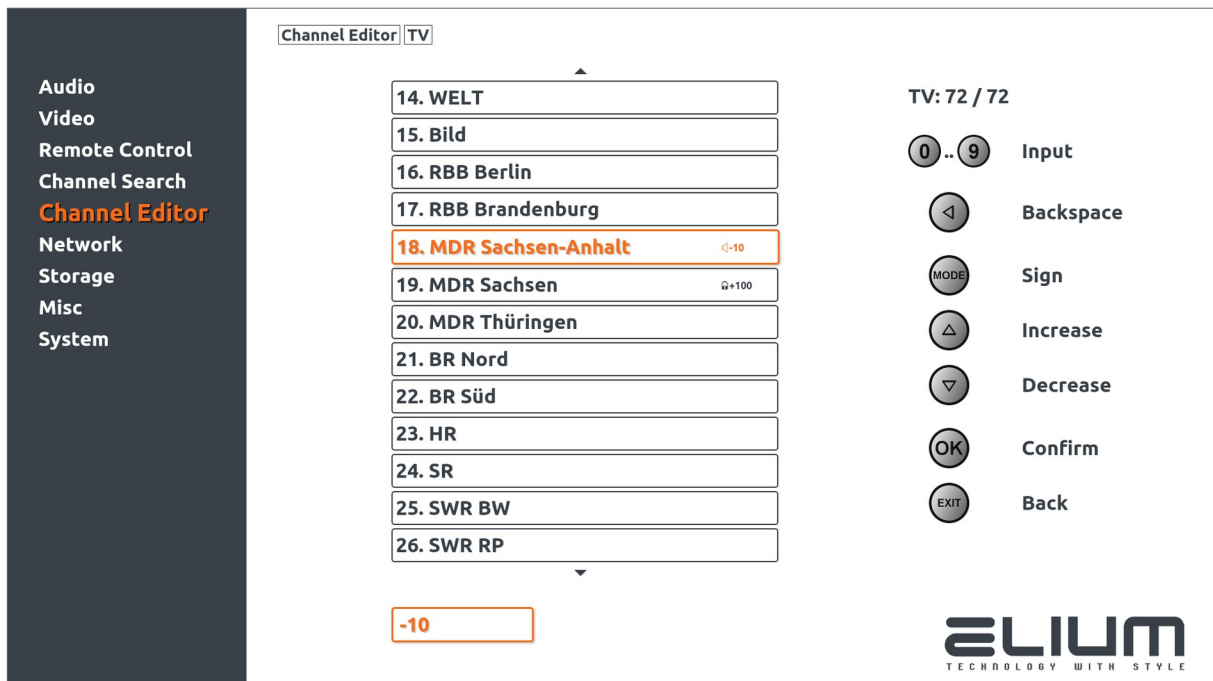 Channel Editor TV
Audio
Video
Remote Control
Channel Search
Channel Editor
Network
Storage
Misc
System
14. WELT
15. Bild
16. RBB Berlin
17. RBB Brandenburg
18. MDR Sachsen-Anhalt -10
19. MDR Sachsen +100
20. MDR Thüringen
21. BR Nord
22. BR Süd
23. HR
24. SR
25. SWR BW
26. SWR RP
-10
TV: 72 / 72
0 .. 9 Input
Backspace
MODE Sign
Increase
Decrease
OK Confirm
EXIT Back
ELIUM
TECHNOLOGY WITH STYLE